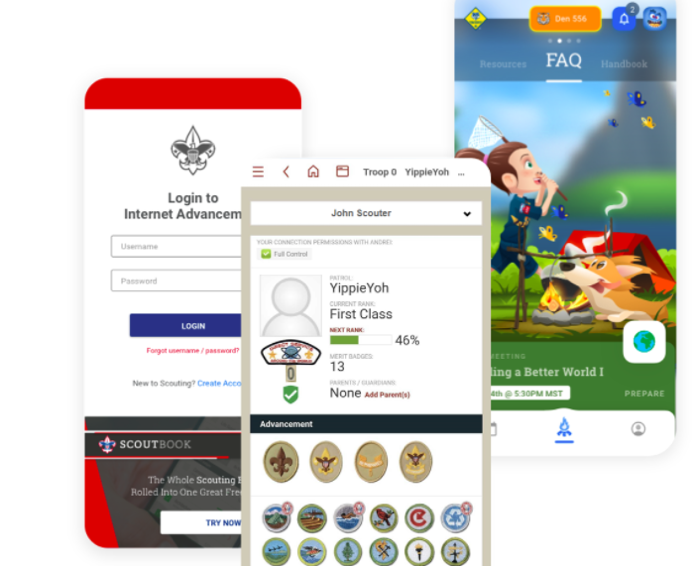 Login to
Internet Advancem
Username
Password
LOGIN
Forgot username / password?
New to Scouting? Create Acco
SCOUTBOOK
The Whole Scouting
Rolled Into One Great Fre
TRY NOW
Troop 0 YippieYoh ...
John Scouter
YOUR CONNECTION PERMISSIONS WITH ANDREI:
Full Control
PATROL:
YippieYoh
CURRENT RANK:
First Class
NEXT RANK:
46%
MERIT BADGES:
13
PARENTS / GUARDIANS:
None Add Parent(s)
0
Advancement
Den 556
2
Resources FAQ Handbook
MEETING
ing a Better World I
4th @ 5:30PM MST
PREPARE